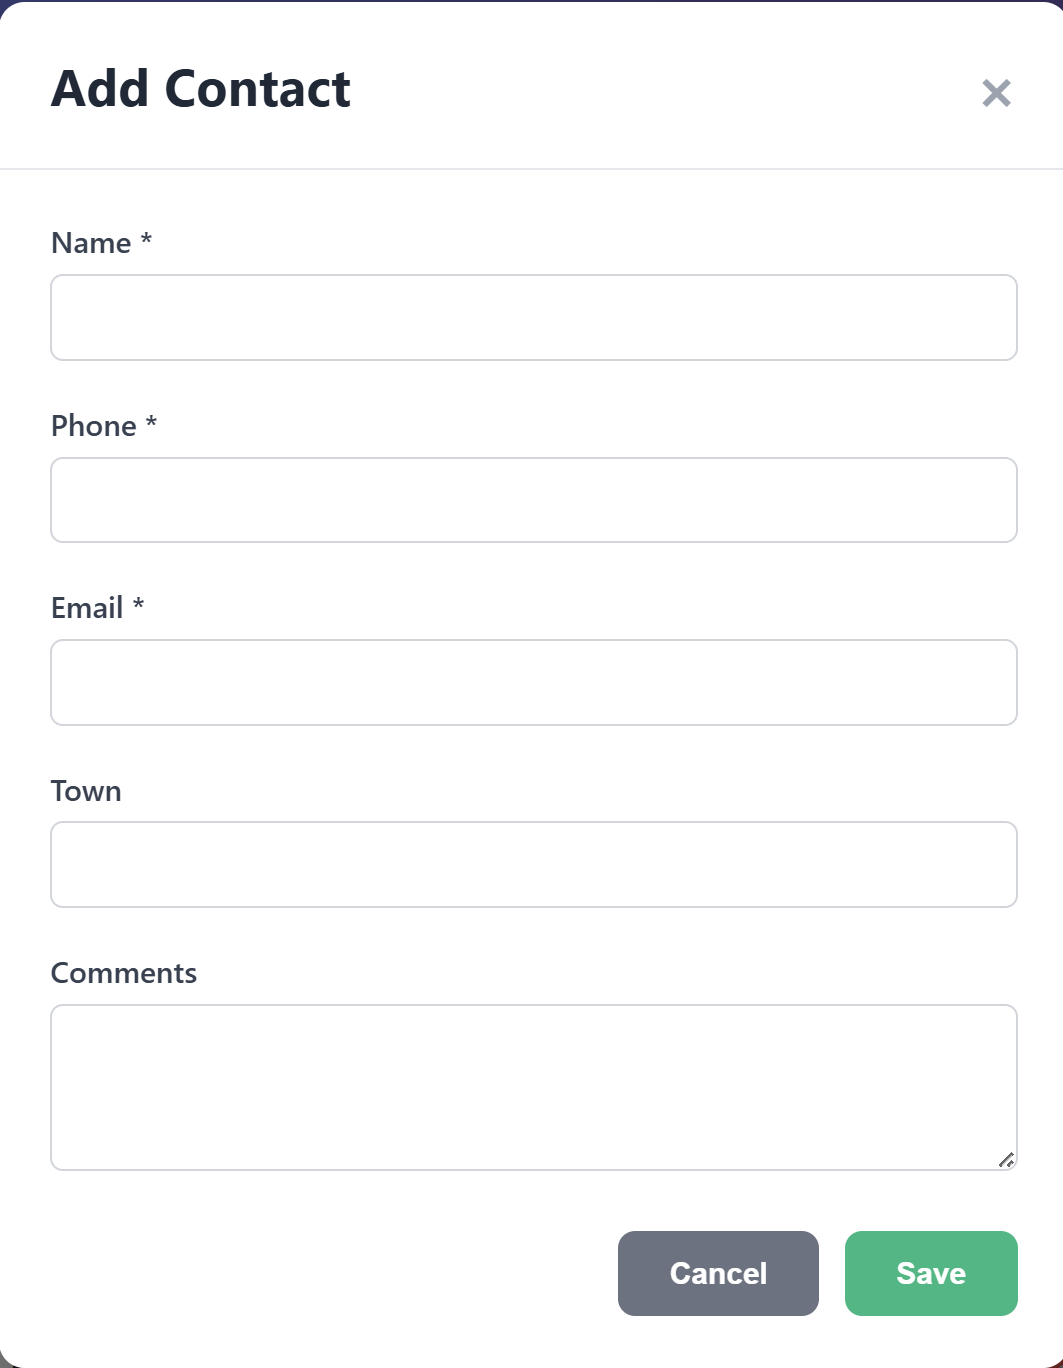 Add Contact
Name *
Phone *
Email *
Town
Comments
Cancel
Save